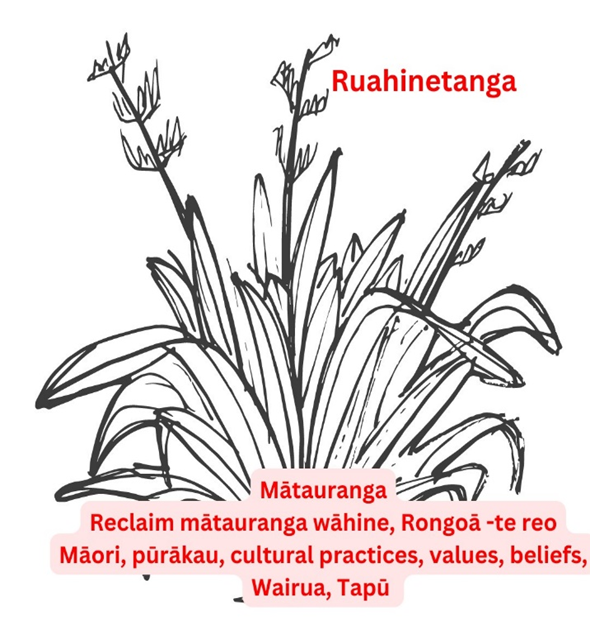 Ruahinetanga
Mātauranga
Reclaim mātauranga wāhine, Rongoā -te reo
Māori, pūrākau, cultural practices, values, beliefs,
Wairua, Tapū